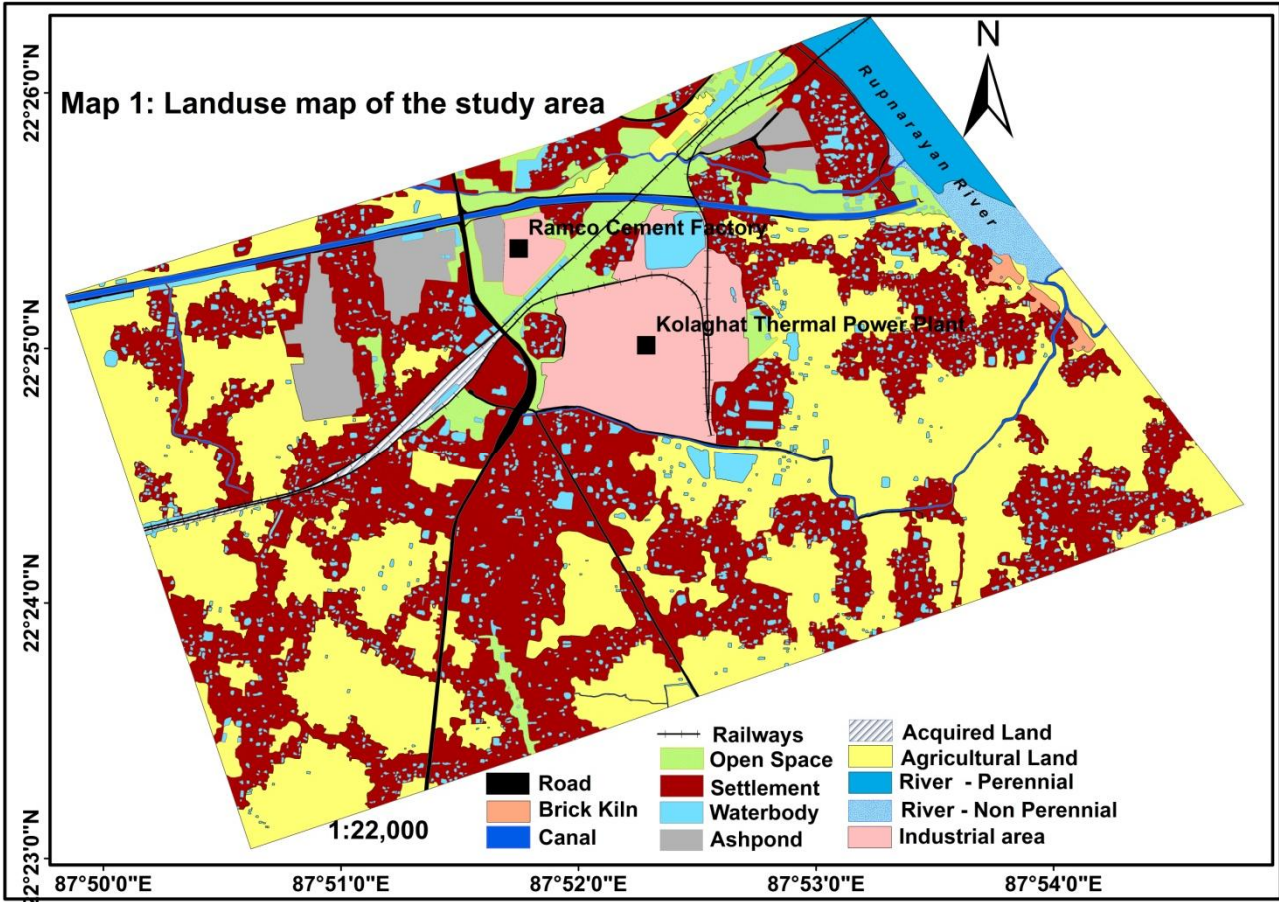 Map 1: Landuse map of the study area
N
Rupnarayan River
Ramco Cement Factory
Kolaghat Thermal Power Plant
22°26'0"N
22°25'0"N
22°24'0"N
22°23'0"N
Road
Brick Kiln
Canal
1:22,000
Railways
Open Space
Settlement
Waterbody
Ashpond
Acquired Land
Agricultural Land
River - Perennial
River - Non Perennial
Industrial area
87°50'0"E
87°51'0"E
87°52'0"E
87°53'0"E
87°54'0"E